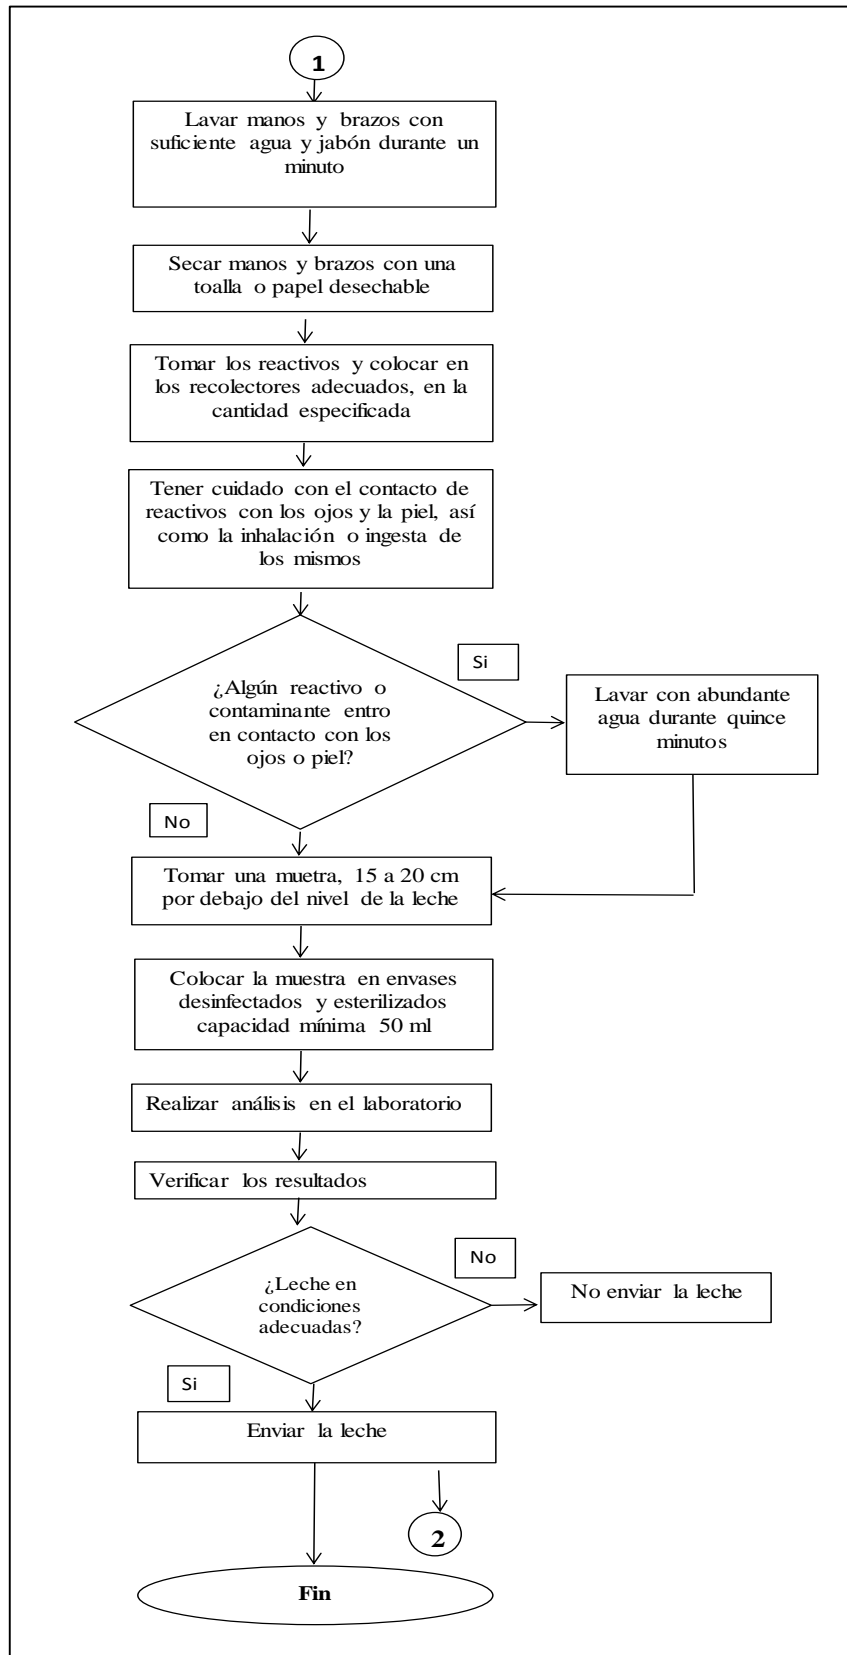 1
Lavar manos y brazos con
suficiente agua y jabón durante un
minuto
Secar manos y brazos con una
toalla o papel desechable
Tomar los reactivos y colocar en
los recolectores adecuados, en la
cantidad especificada
Tener cuidado con el contacto de
reactivos con los ojos y la piel, así
como la inhalación o ingesta de
los mismos
Si
¿Algún reactivo o
contaminante entro
en contacto con los
ojos o piel?
Lavar con abundante
agua durante quince
minutos
No
Tomar una muetra, 15 a 20 cm
por debajo del nivel de la leche
Colocar la muestra en envases
desinfectados y esterilizados
capacidad mínima 50 ml
Realizar análisis en el laboratorio
Verificar los resultados
No
¿Leche en
condiciones
adecuadas?
No enviar la leche
Si
Enviar la leche
2
Fin